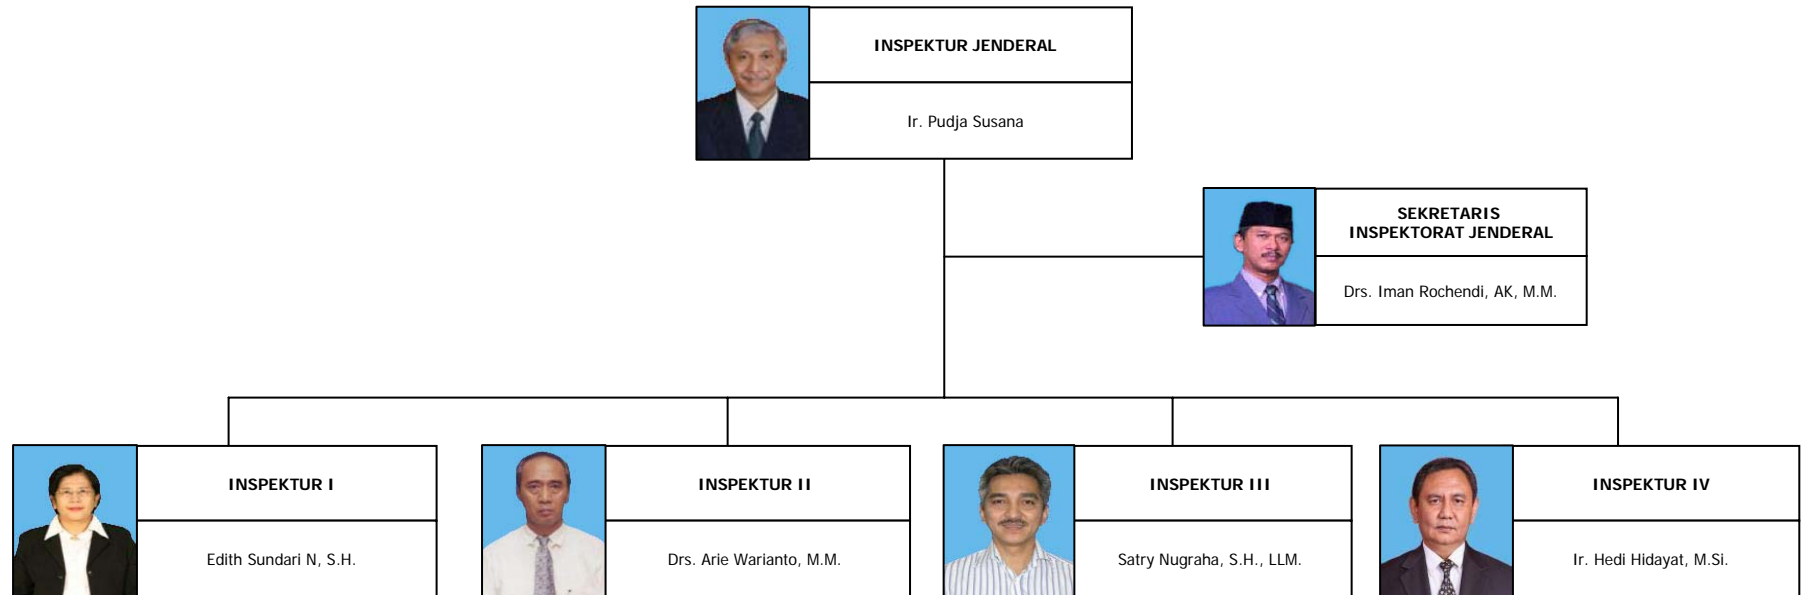 INSPEKTUR JENDERAL
Ir. Pudja Susana
SEKRETARIS
INSPEKTORAT JENDERAL
Drs. Iman Rochendi, AK, M.M.
INSPEKTUR I
Edith Sundari N, S.H.
INSPEKTUR II
Drs. Arie Warianto, M.M.
INSPEKTUR III
Satry Nugraha, S.H., LLM.
INSPEKTUR IV
Ir. Hedi Hidayat, M.Si.